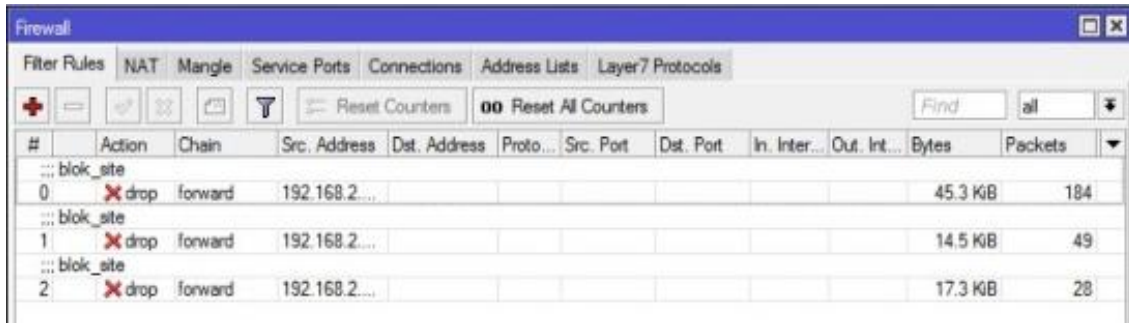 Firewall
Filter Rules NAT Mangle Service Ports Connections Address Lists Layer7 Protocols
Reset Counters 00 Reset All Counters Find all
# Action Chain Src. Address Dst. Address Proto... Src. Port Dst. Port In. Inter... Out. Int... Bytes Packets
;;; blok_site
0 drop forward 192.168.2.... 45.3 KiB 184
;;; blok_site
1 drop forward 192.168.2.... 14.5 KiB 49
;;; blok_site
2 drop forward 192.168.2.... 17.3 KiB 28